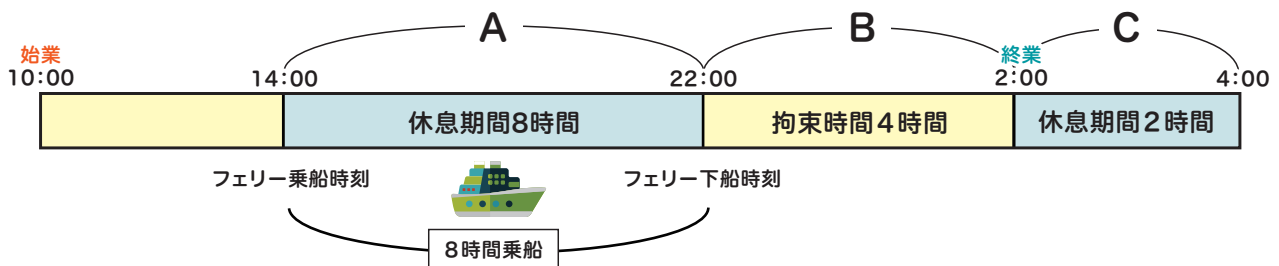 A
B
C
始業
終業
10:00
14:00
22:00
2:00
4:00
休息期間8時間
拘束時間4時間
休息期間2時間
フェリー乗船時刻
フェリー下船時刻
8時間乗船